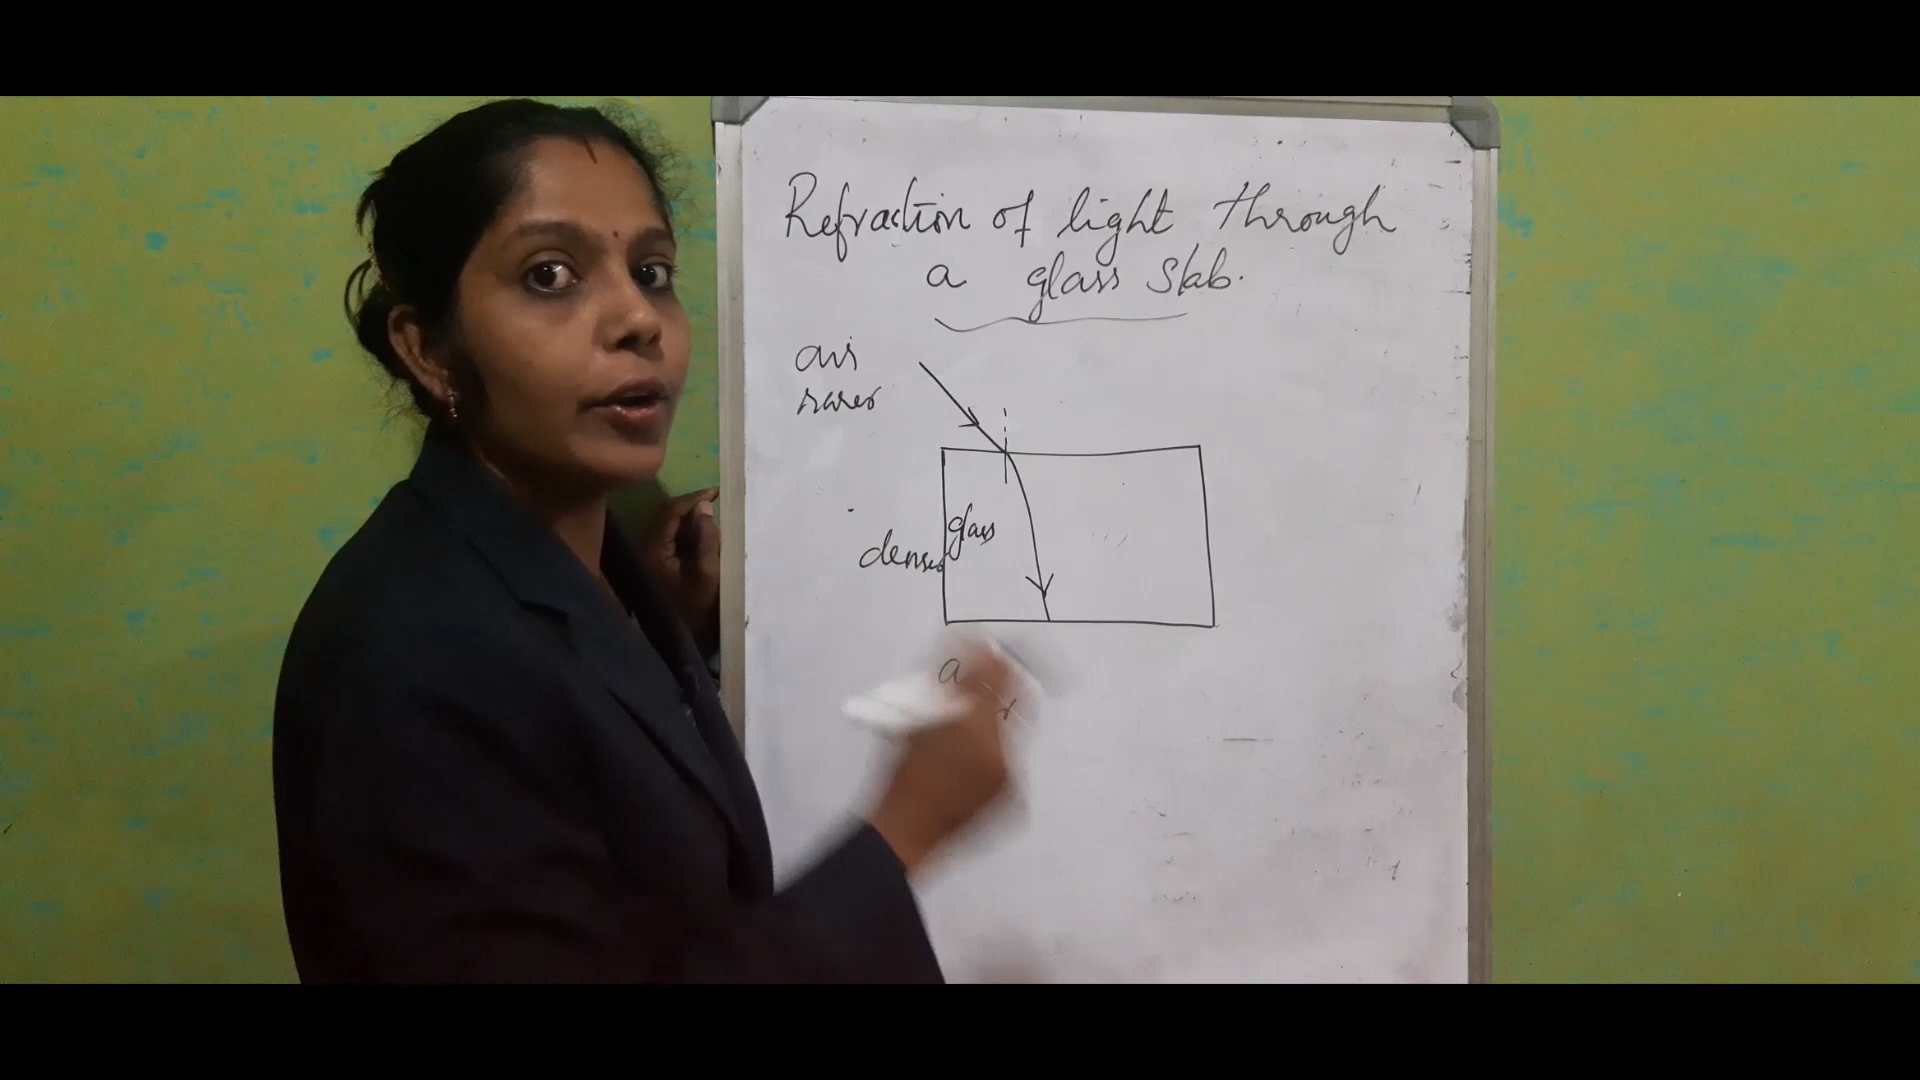 Refraction of light through
a glass slab.
air
rarer
glass
denser
a